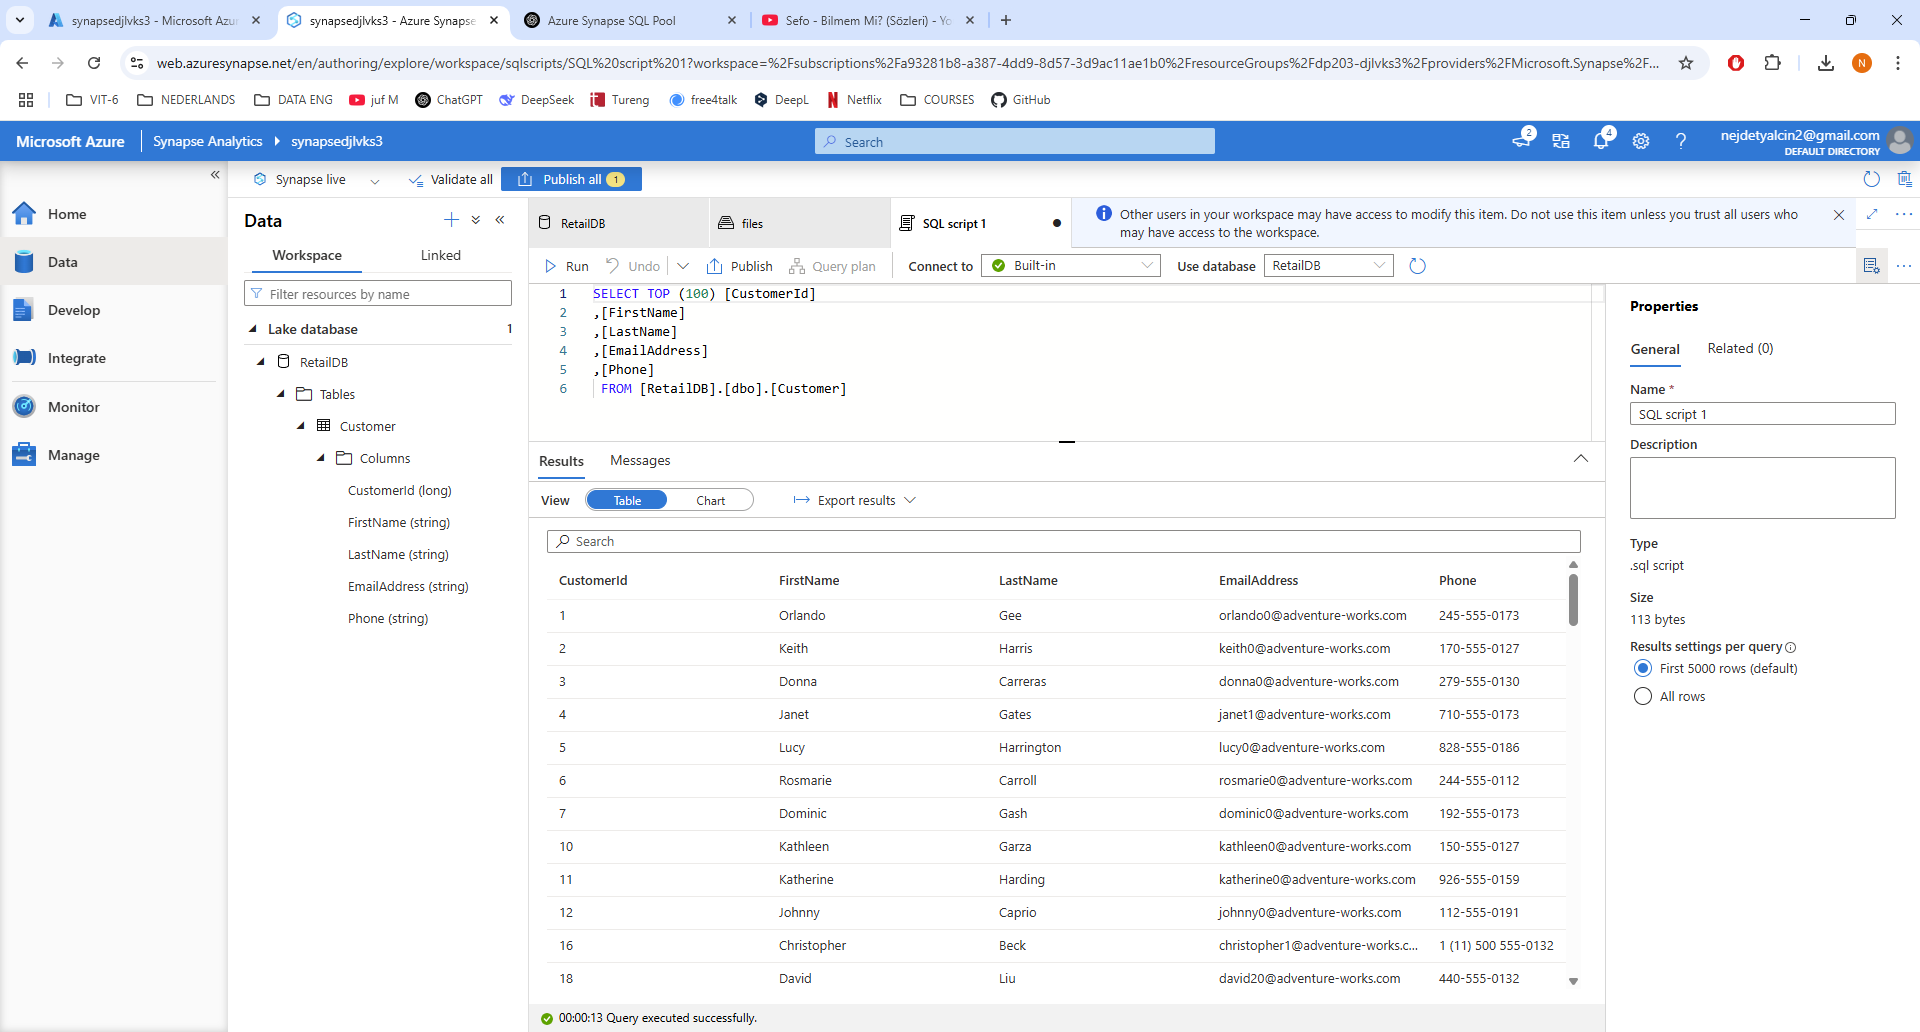 synapsedjlvks3 - Microsoft Azu
synapsedjlvks3 - Azure Synapse
Azure Synapse SQL Pool
Sefo - Bilmem Mi? (Sözleri) - Yo
web.azuresynapse.net/en/authoring/explore/workspace/sqlscripts/SQL%20script%201?workspace=%2Fsubscriptions%2Fa93281b8-a387-4dd9-8d57-3d9ac11ae1b0%2FresourceGroups%2Fdp203-djlvks3%2Fproviders%2FMicrosoft.Synapse%2F...
N
VIT-6
NEDERLANDS
DATA ENG
juf M
ChatGPT
DeepSeek
Tureng
free4talk
DeepL
Netflix
COURSES
GitHub
Microsoft Azure
Synapse Analytics
synapsedjlvks3
Search
2
4
nejdetyalcin2@gmail.com
DEFAULT DIRECTORY
Synapse live
Validate all
Publish all 1
Home
Data
Develop
Integrate
Monitor
Manage
Data
Workspace
Linked
Filter resources by name
Lake database 1
RetailDB
Tables
Customer
Columns
CustomerId (long)
FirstName (string)
LastName (string)
EmailAddress (string)
Phone (string)
RetailDB
files
SQL script 1
Other users in your workspace may have access to modify this item. Do not use this item unless you trust all users who
may have access to the workspace.
Run
Undo
Publish
Query plan
Connect to
Built-in
Use database
RetailDB
1 SELECT TOP (100) [CustomerId]
2 ,[FirstName]
3 ,[LastName]
4 ,[EmailAddress]
5 ,[Phone]
6 FROM [RetailDB].[dbo].[Customer]
Results
Messages
View
Table
Chart
Export results
Search
CustomerId FirstName LastName EmailAddress Phone
1 Orlando Gee orlando0@adventure-works.com 245-555-0173
2 Keith Harris keith0@adventure-works.com 170-555-0127
3 Donna Carreras donna0@adventure-works.com 279-555-0130
4 Janet Gates janet1@adventure-works.com 710-555-0173
5 Lucy Harrington lucy0@adventure-works.com 828-555-0186
6 Rosmarie Carroll rosmarie0@adventure-works.com 244-555-0112
7 Dominic Gash dominic0@adventure-works.com 192-555-0173
10 Kathleen Garza kathleen0@adventure-works.com 150-555-0127
11 Katherine Harding katherine0@adventure-works.com 926-555-0159
12 Johnny Caprio johnny0@adventure-works.com 112-555-0191
16 Christopher Beck christopher1@adventure-works.c... 1 (11) 500 555-0132
18 David Liu david20@adventure-works.com 440-555-0132
00:00:13 Query executed successfully.
Properties
General
Related (0)
Name *
SQL script 1
Description
Type
.sql script
Size
113 bytes
Results settings per query
First 5000 rows (default)
All rows